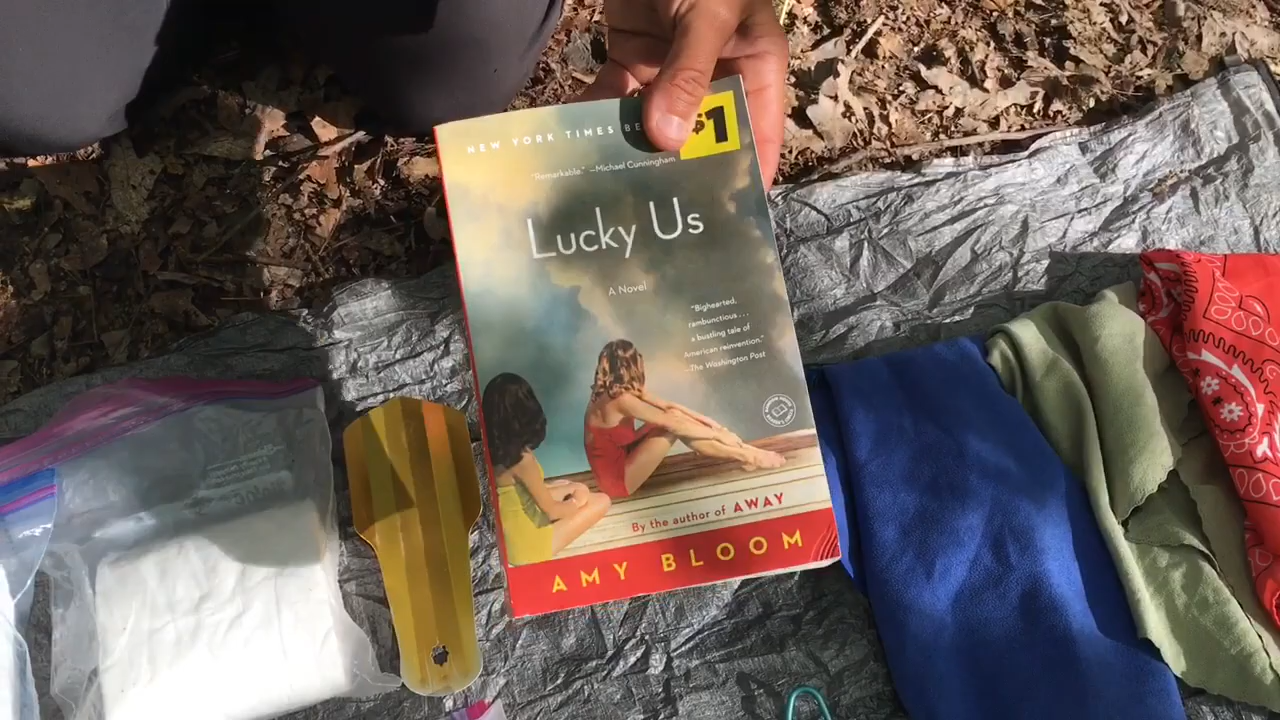 NEW YORK TIMES BE
$1
"Remarkable." —Michael Cunningham
Lucky Us
A Novel
"Bighearted,
rambunctious...
a bustling tale of
American reinvention."
—The Washington Post
By the author of AWAY
AMY BLOOM